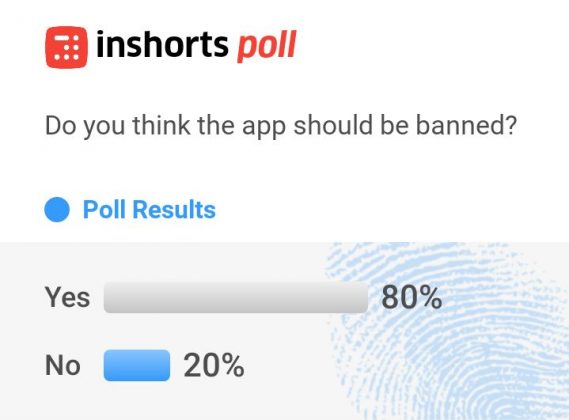 inshorts poll
Do you think the app should be banned?
Poll Results
Yes 80%
No 20%